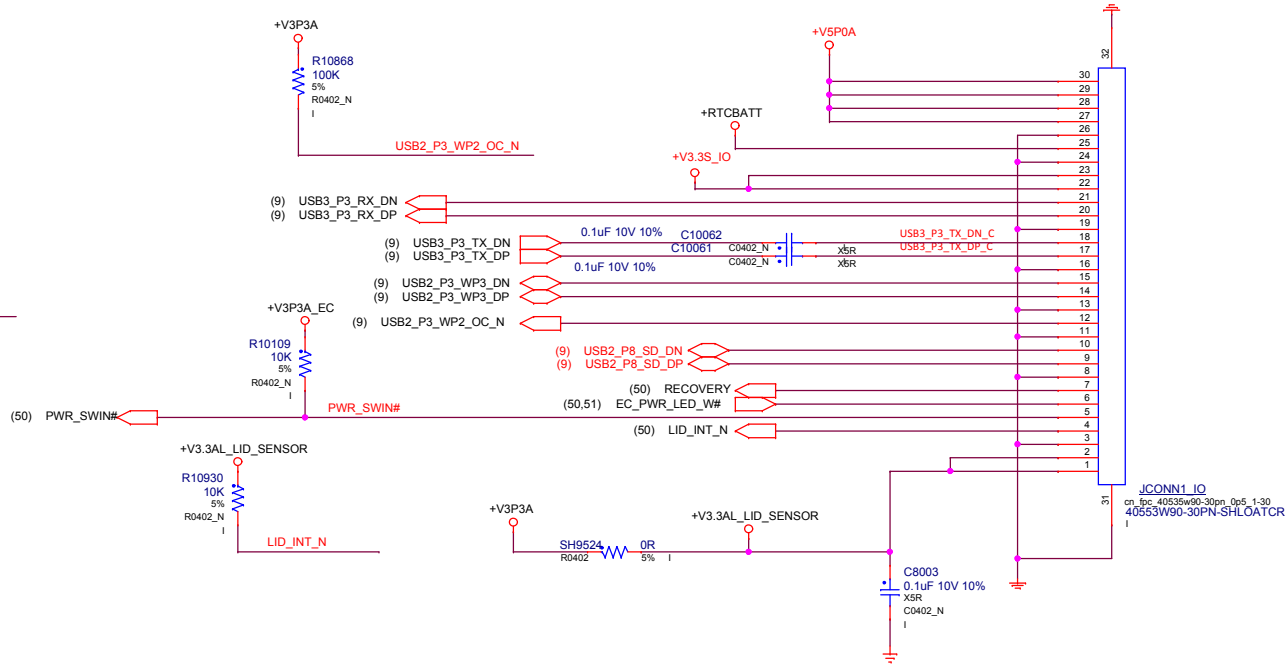 +V3P3A
R10868
100K
5%
R0402_N
I
USB2_P3_WP2_OC_N
+V5P0A
+RTCBATT
+V3.3S_IO
32
30
29
28
27
26
25
24
23
22
21
20
19
18
17
16
15
14
13
12
11
10
9
8
7
6
5
4
3
2
1
31
(9) USB3_P3_RX_DN
(9) USB3_P3_RX_DP
(9) USB3_P3_TX_DN
(9) USB3_P3_TX_DP
0.1uF 10V 10%
C10062
C0402_N
X5R
USB3_P3_TX_DN_C
C10061
0.1uF 10V 10%
C0402_N
X5R
USB3_P3_TX_DP_C
(9) USB2_P3_WP3_DN
(9) USB2_P3_WP3_DP
(9) USB2_P3_WP2_OC_N
(9) USB2_P8_SD_DN
(9) USB2_P8_SD_DP
(50) RECOVERY
(50,51) EC_PWR_LED_W#
(50) LID_INT_N
+V3P3A_EC
R10109
10K
5%
R0402_N
I
(50) PWR_SWIN#
PWR_SWIN#
+V3.3AL_LID_SENSOR
R10930
10K
5%
R0402_N
I
LID_INT_N
+V3P3A
SH9524
0R
R0402
5%
I
+V3.3AL_LID_SENSOR
C8003
0.1uF 10V 10%
X5R
C0402_N
I
JCONN1_IO
cn_fpc_40535w90-30pn_0p5_1-30
40553W90-30PN-SHLOATCR
I